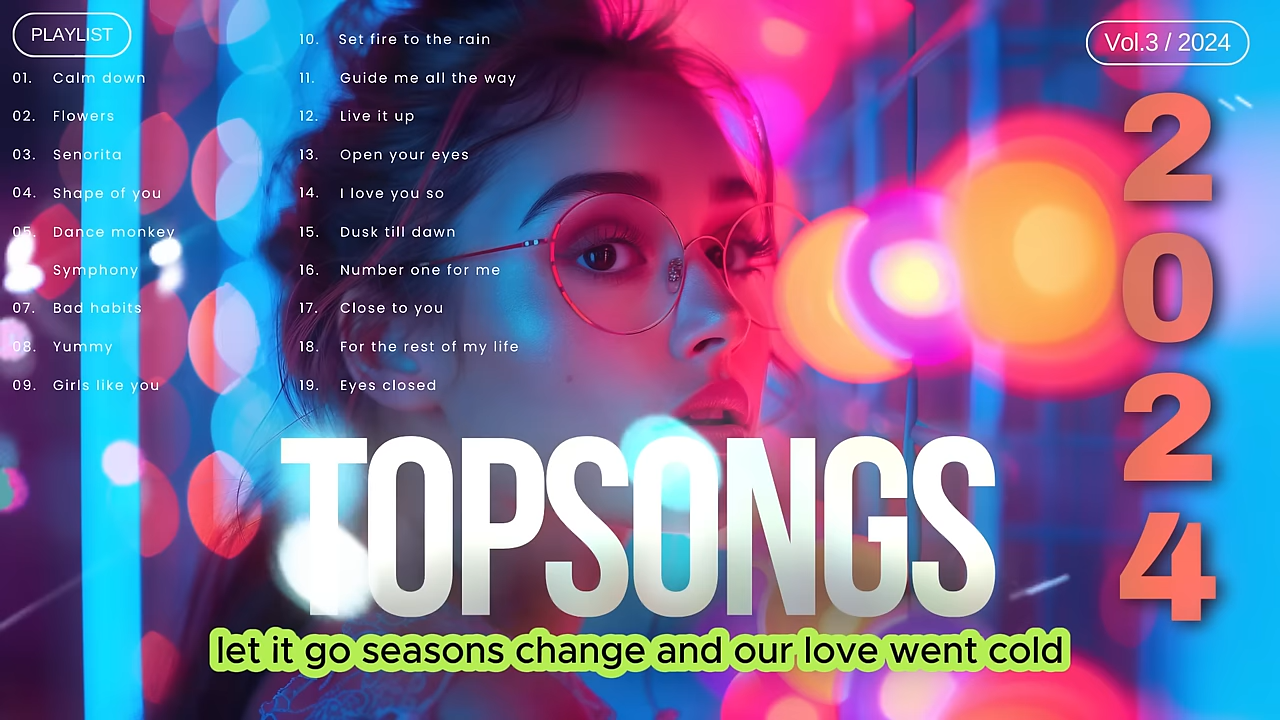 PLAYLIST
01. Calm down
02. Flowers
03. Senorita
04. Shape of you
05. Dance monkey
Symphony
07. Bad habits
08. Yummy
09. Girls like you
10. Set fire to the rain
11. Guide me all the way
12. Live it up
13. Open your eyes
14. I love you so
15. Dusk till dawn
16. Number one for me
17. Close to you
18. For the rest of my life
19. Eyes closed
Vol.3 / 2024
2024
TOPSONGS
let it go seasons change and our love went cold